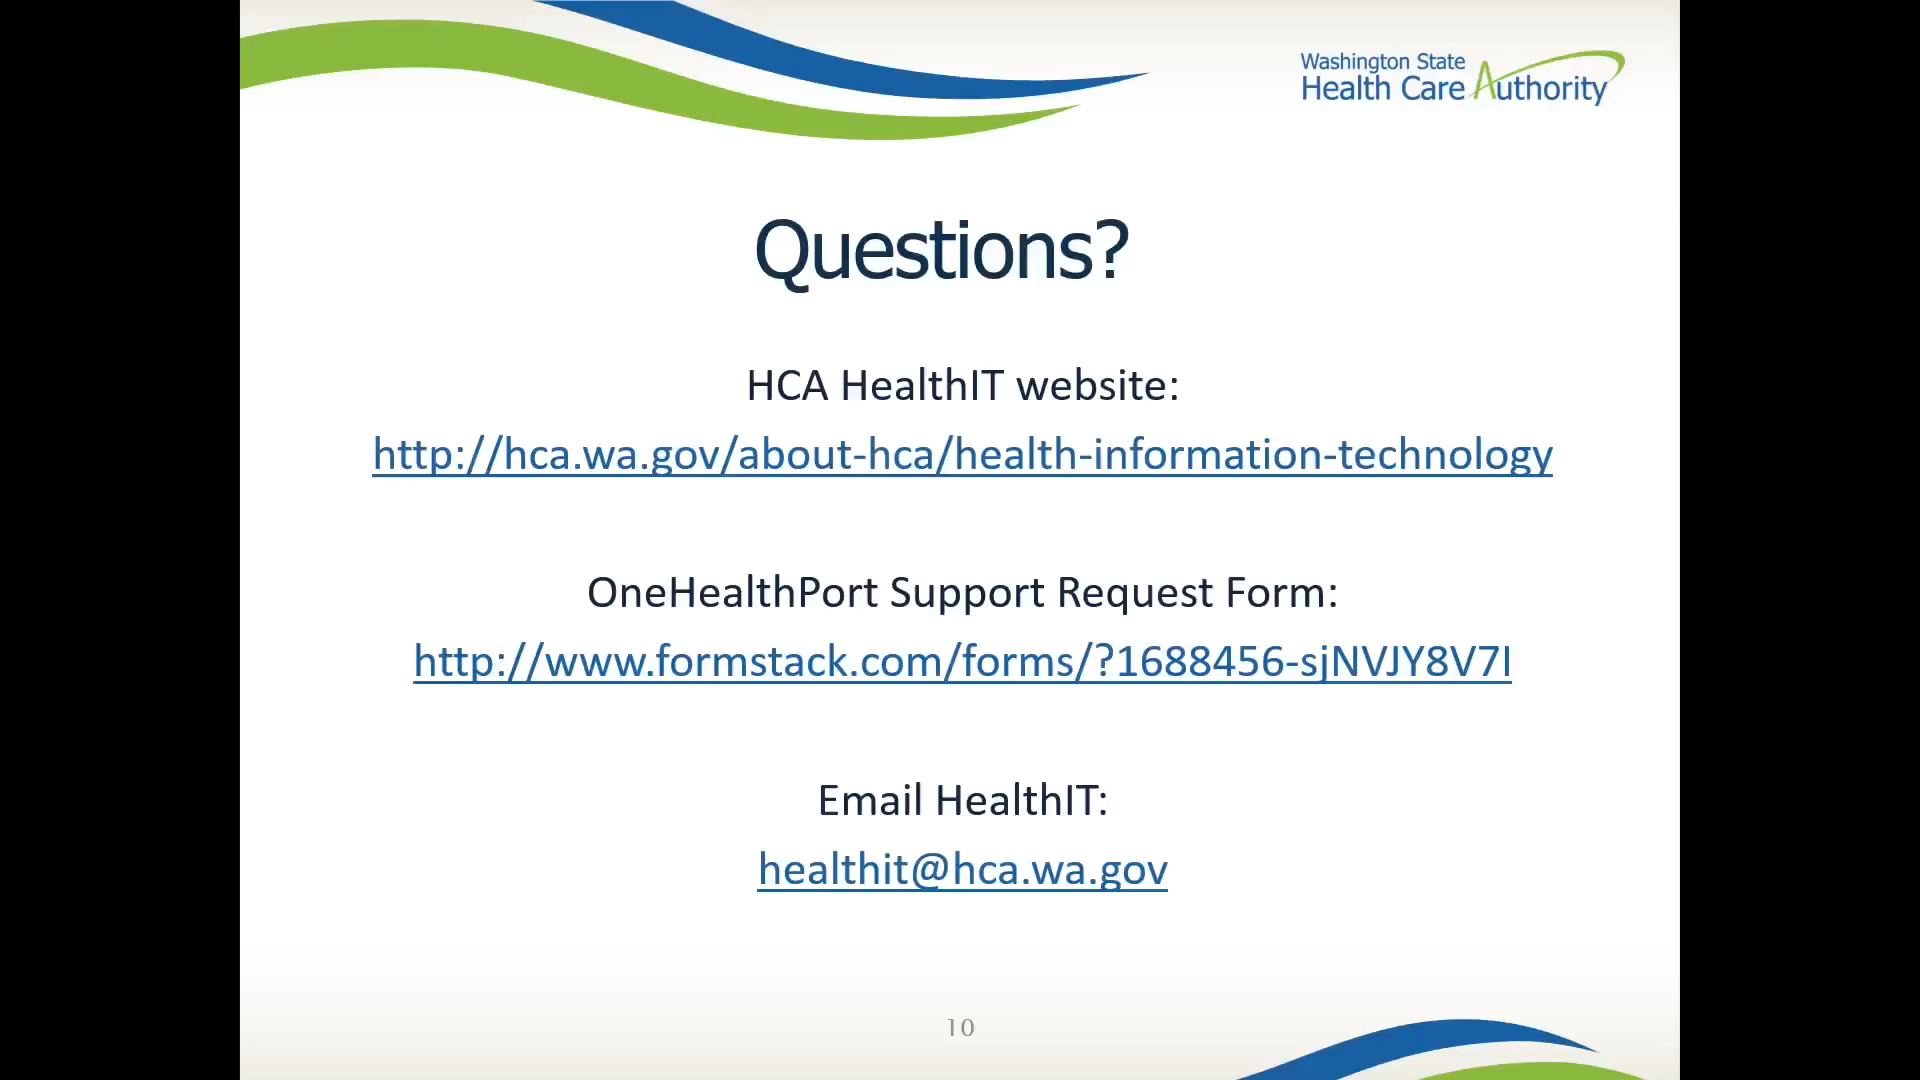 Washington State
Health Care Authority
Questions?
HCA HealthIT website:
http://hca.wa.gov/about-hca/health-information-technology
OneHealthPort Support Request Form:
http://www.formstack.com/forms/?1688456-sjNVJY8V7I
Email HealthIT:
healthit@hca.wa.gov
10